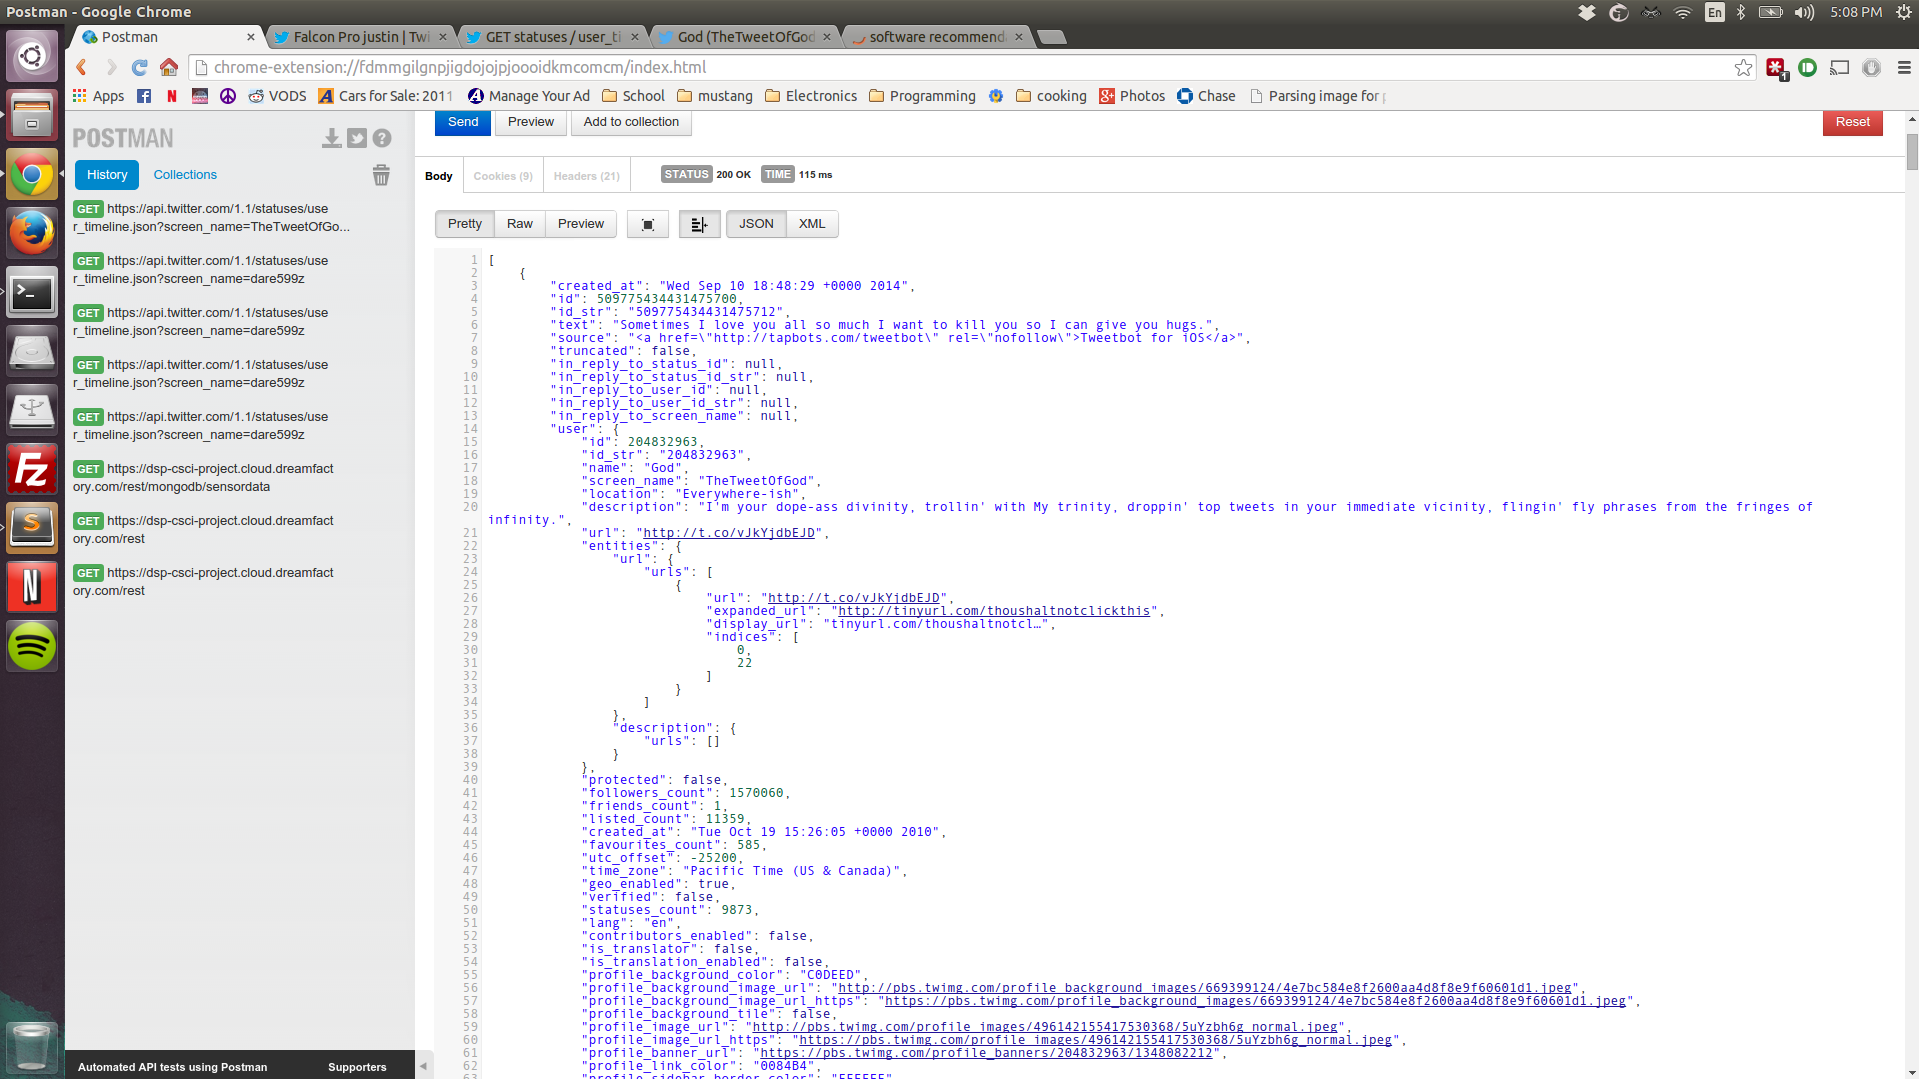 Postman - Google Chrome
En
5:08 PM
Postman
Falcon Pro justin | Twi
GET statuses / user_ti
God (TheTweetOfGod
software recommend
chrome-extension://fdmmgilgnpjigdojojpjoooidkmcomcm/index.html
1
Apps
VODS
Cars for Sale: 2011
Manage Your Ad
School
mustang
Electronics
Programming
cooking
Photos
Chase
Parsing image for
POSTMAN
History
Collections
GET https://api.twitter.com/1.1/statuses/use
r_timeline.json?screen_name=TheTweetOfGo...
GET https://api.twitter.com/1.1/statuses/use
r_timeline.json?screen_name=dare599z
GET https://api.twitter.com/1.1/statuses/use
r_timeline.json?screen_name=dare599z
GET https://api.twitter.com/1.1/statuses/use
r_timeline.json?screen_name=dare599z
GET https://api.twitter.com/1.1/statuses/use
r_timeline.json?screen_name=dare599z
GET https://dsp-csci-project.cloud.dreamfact
ory.com/rest/mongodb/sensordata
GET https://dsp-csci-project.cloud.dreamfact
ory.com/rest
GET https://dsp-csci-project.cloud.dreamfact
ory.com/rest
Automated API tests using Postman
Supporters
Send
Preview
Add to collection
Reset
Body
Cookies (9)
Headers (21)
STATUS 200 OK
TIME 115 ms
Pretty
Raw
Preview
JSON
XML
1 [
2 {
3 "created_at": "Wed Sep 10 18:48:29 +0000 2014",
4 "id": 509775434431475700,
5 "id_str": "509775434431475712",
6 "text": "Sometimes I love you all so much I want to kill you so I can give you hugs.",
7 "source": "<a href=\"http://tapbots.com/tweetbot\" rel=\"nofollow\">Tweetbot for iOS</a>",
8 "truncated": false,
9 "in_reply_to_status_id": null,
10 "in_reply_to_status_id_str": null,
11 "in_reply_to_user_id": null,
12 "in_reply_to_user_id_str": null,
13 "in_reply_to_screen_name": null,
14 "user": {
15 "id": 204832963,
16 "id_str": "204832963",
17 "name": "God",
18 "screen_name": "TheTweetOfGod",
19 "location": "Everywhere-ish",
20 "description": "I'm your dope-ass divinity, trollin' with My trinity, droppin' top tweets in your immediate vicinity, flingin' fly phrases from the fringes of
infinity.",
21 "url": "http://t.co/vJkYjdbEJD",
22 "entities": {
23 "url": {
24 "urls": [
25 {
26 "url": "http://t.co/vJkYjdbEJD",
27 "expanded_url": "http://tinyurl.com/thoushaltnotclickthis",
28 "display_url": "tinyurl.com/thoushaltnotcl…",
29 "indices": [
30 0,
31 22
32 ]
33 }
34 ]
35 },
36 "description": {
37 "urls": []
38 }
39 },
40 "protected": false,
41 "followers_count": 1570060,
42 "friends_count": 1,
43 "listed_count": 11359,
44 "created_at": "Tue Oct 19 15:26:05 +0000 2010",
45 "favourites_count": 585,
46 "utc_offset": -25200,
47 "time_zone": "Pacific Time (US & Canada)",
48 "geo_enabled": true,
49 "verified": false,
50 "statuses_count": 9873,
51 "lang": "en",
52 "contributors_enabled": false,
53 "is_translator": false,
54 "is_translation_enabled": false,
55 "profile_background_color": "C0DEED",
56 "profile_background_image_url": "http://pbs.twimg.com/profile_background_images/669399124/4e7bc584e8f2600aa4d8f8e9f60601d1.jpeg",
57 "profile_background_image_url_https": "https://pbs.twimg.com/profile_background_images/669399124/4e7bc584e8f2600aa4d8f8e9f60601d1.jpeg",
58 "profile_background_tile": false,
59 "profile_image_url": "http://pbs.twimg.com/profile_images/496142155417530368/5uYzbh6g_normal.jpeg",
60 "profile_image_url_https": "https://pbs.twimg.com/profile_images/496142155417530368/5uYzbh6g_normal.jpeg",
61 "profile_banner_url": "https://pbs.twimg.com/profile_banners/204832963/1348082212",
62 "profile_link_color": "0084B4",
63 "profile_sidebar_border_color": "FFFFFF",